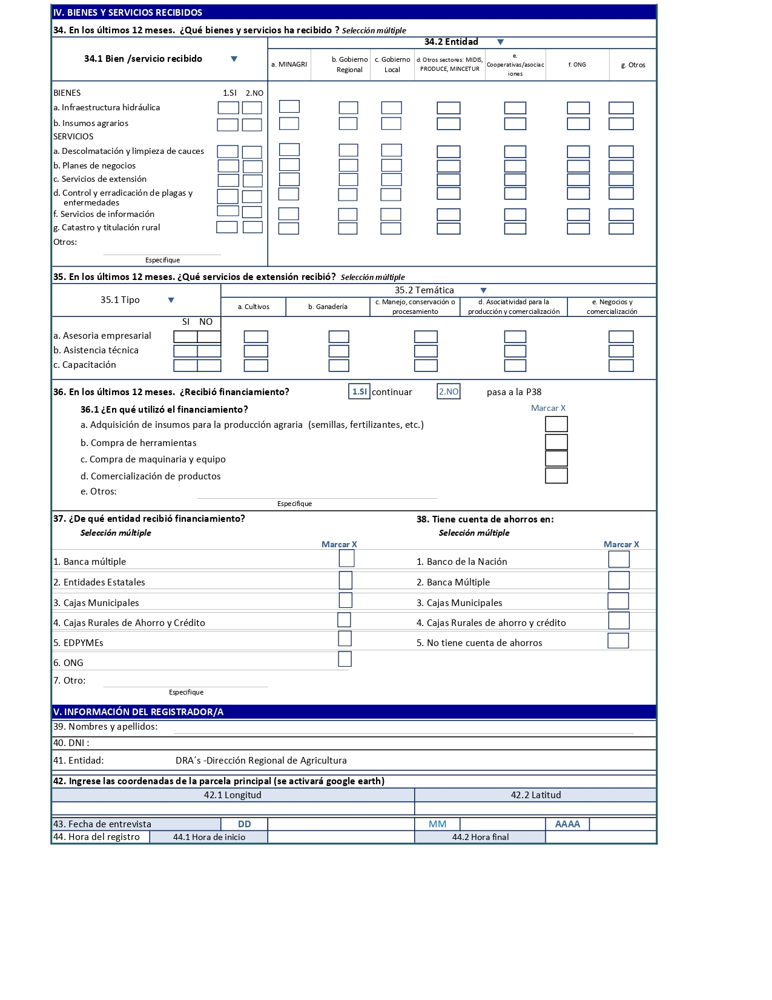 IV. BIENES Y SERVICIOS RECIBIDOS
34. En los últimos 12 meses. ¿Qué bienes y servicios ha recibido ? Selección múltiple
34.1 Bien /servicio recibido ▼
34.2 Entidad ▼
a. MINAGRI
b. Gobierno Regional
c. Gobierno Local
d. Otros sectores: MIDIS, PRODUCE, MINCETUR
e. Cooperativas/asociaciones
f. ONG
g. Otros
BIENES 1.SI 2.NO
a. Infraestructura hidráulica
b. Insumos agrarios
SERVICIOS
a. Descolmatación y limpieza de cauces
b. Planes de negocios
c. Servicios de extensión
d. Control y erradicación de plagas y
enfermedades
f. Servicios de información
g. Catastro y titulación rural
Otros:
Especifique
35. En los últimos 12 meses. ¿Qué servicios de extensión recibió? Selección múltiple
35.1 Tipo ▼
35.2 Temática ▼
a. Cultivos
b. Ganadería
c. Manejo, conservación o procesamiento
d. Asociatividad para la producción y comercialización
e. Negocios y comercialización
SI NO
a. Asesoria empresarial
b. Asistencia técnica
c. Capacitación
36. En los últimos 12 meses. ¿Recibió financiamiento? 1.SI continuar 2.NO pasa a la P38
36.1 ¿En qué utilizó el financiamiento? Marcar X
a. Adquisición de insumos para la producción agraria (semillas, fertilizantes, etc.)
b. Compra de herramientas
c. Compra de maquinaria y equipo
d. Comercialización de productos
e. Otros:
Especifique
37. ¿De qué entidad recibió financiamiento?
Selección múltiple
Marcar X
1. Banca múltiple
2. Entidades Estatales
3. Cajas Municipales
4. Cajas Rurales de Ahorro y Crédito
5. EDPYMEs
6. ONG
7. Otro:
Especifique
38. Tiene cuenta de ahorros en:
Selección múltiple
Marcar X
1. Banco de la Nación
2. Banca Múltiple
3. Cajas Municipales
4. Cajas Rurales de ahorro y crédito
5. No tiene cuenta de ahorros
V. INFORMACIÓN DEL REGISTRADOR/A
39. Nombres y apellidos:
40. DNI :
41. Entidad: DRA´s -Dirección Regional de Agricultura
42. Ingrese las coordenadas de la parcela principal (se activará google earth)
42.1 Longitud 42.2 Latitud
43. Fecha de entrevista DD MM AAAA
44. Hora del registro 44.1 Hora de inicio 44.2 Hora final